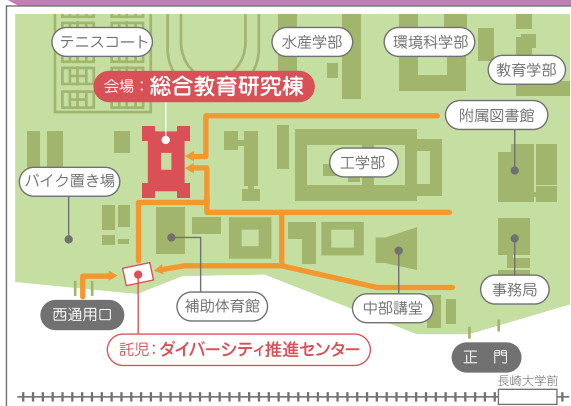 テニスコート
水産学部
環境科学部
教育学部
会場：総合教育研究棟
附属図書館
工学部
バイク置き場
西通用口
補助体育館
中部講堂
事務局
託児：ダイバーシティ推進センター
正 門
長崎大学前